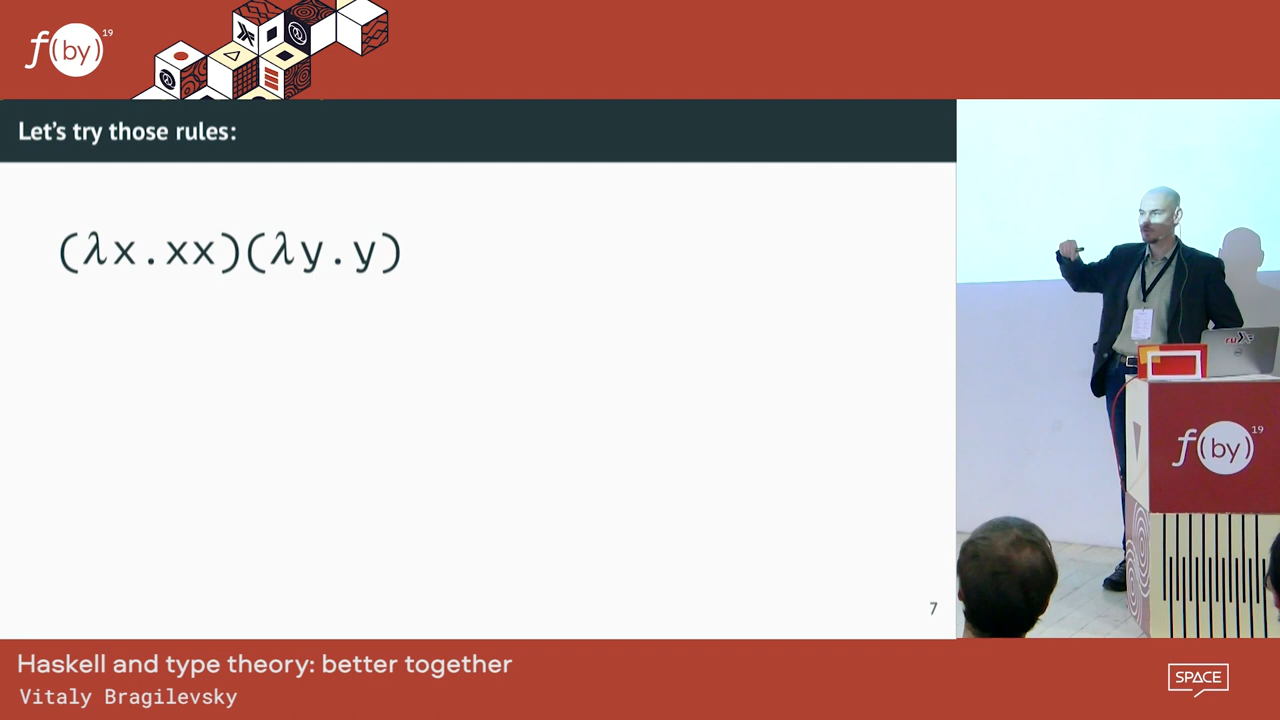 f(by) 19
Let's try those rules:
(λx.xx)(λy.y)
ruλ
f(by) 19
7
Haskell and type theory: better together
Vitaly Bragilevsky
SPACE